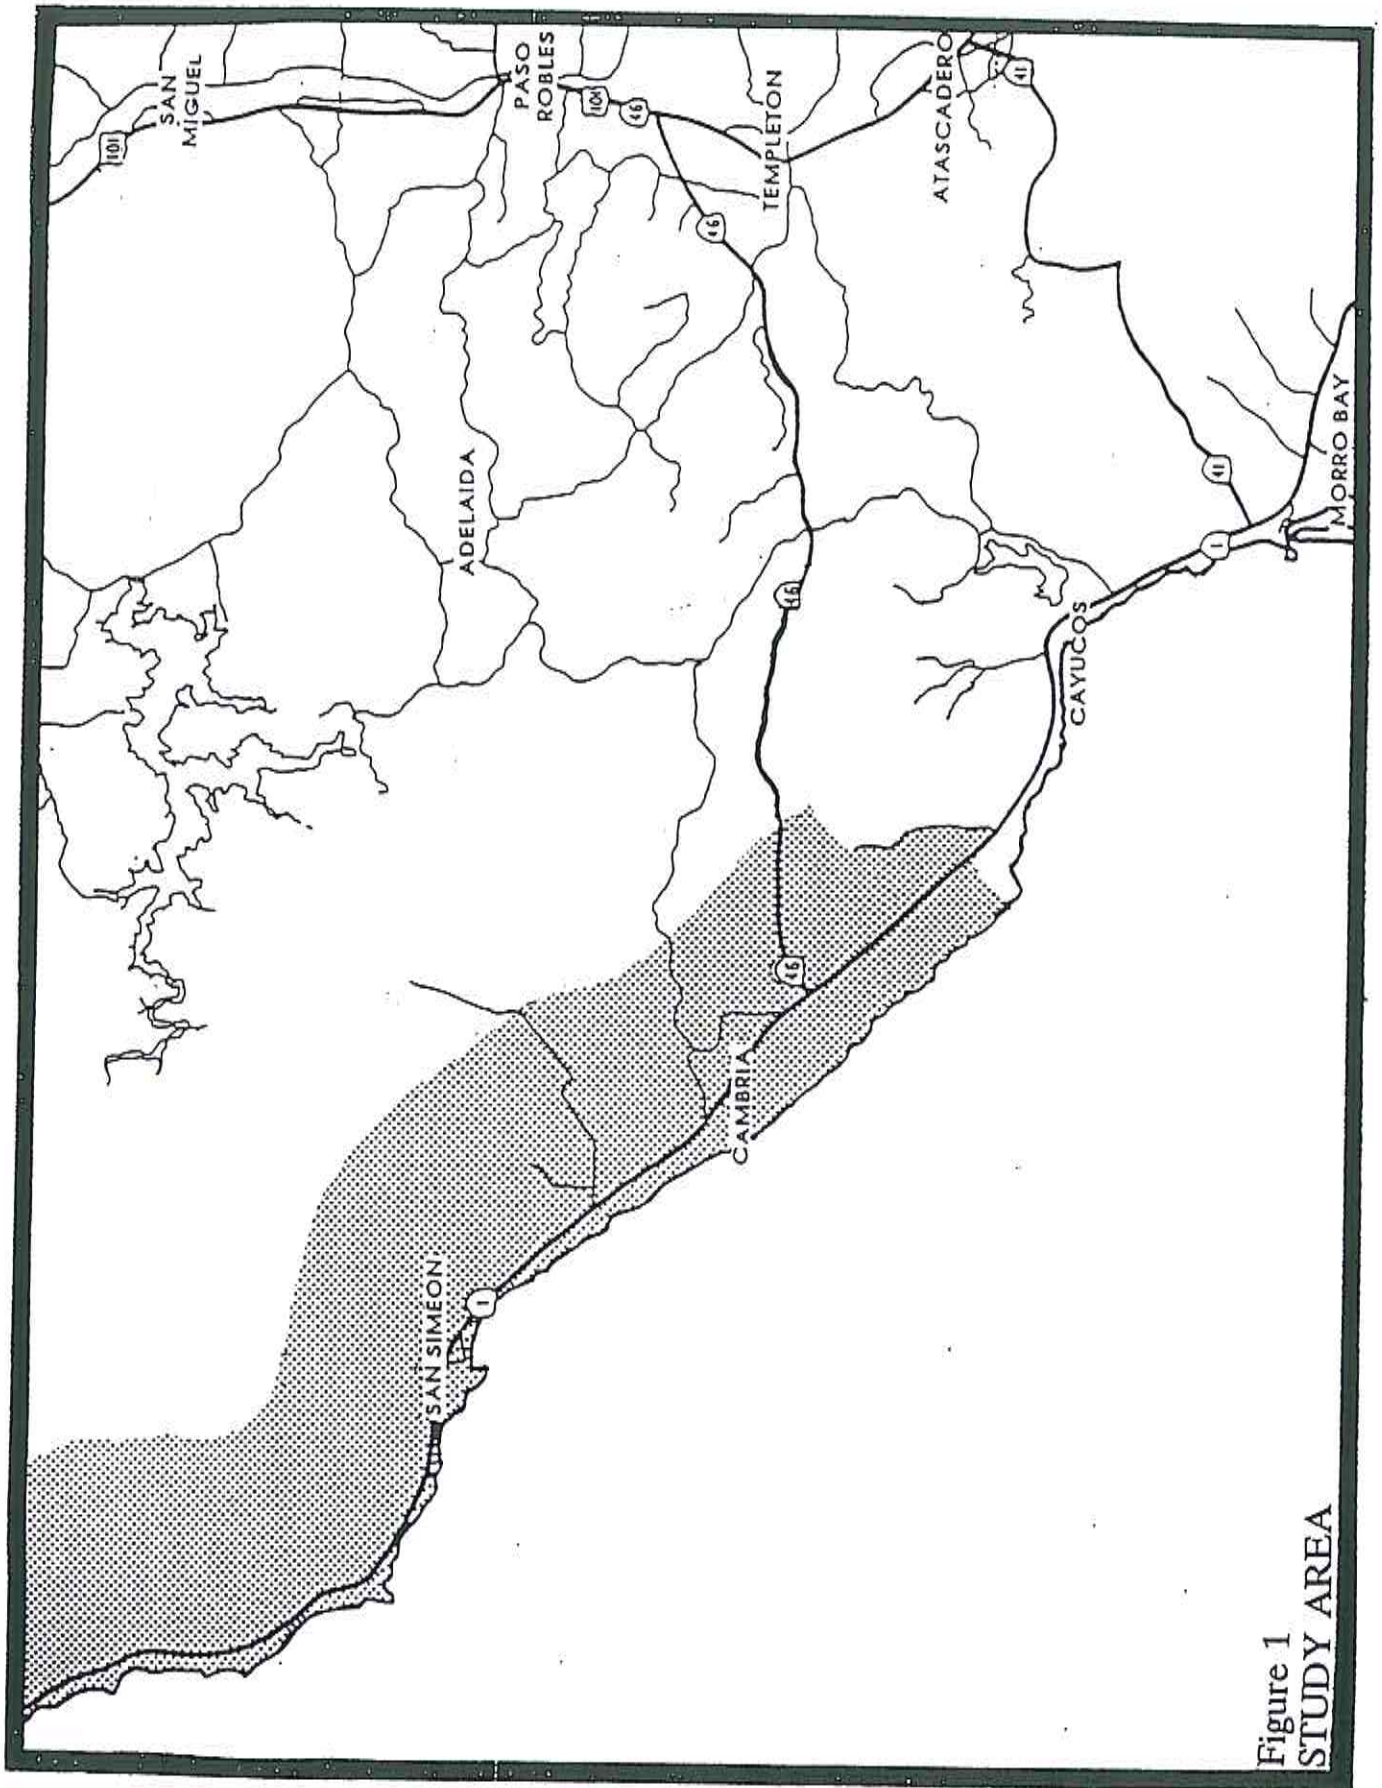 101
SAN
MIGUEL
SAN SIMEON
ADELAIDA
1
PASO
ROBLES
101
46
46
CAMBRIA
TEMPLETON
46
46
ATASCADERO
41
CAYUCOS
1
41
MORRO BAY
Figure 1
STUDY AREA